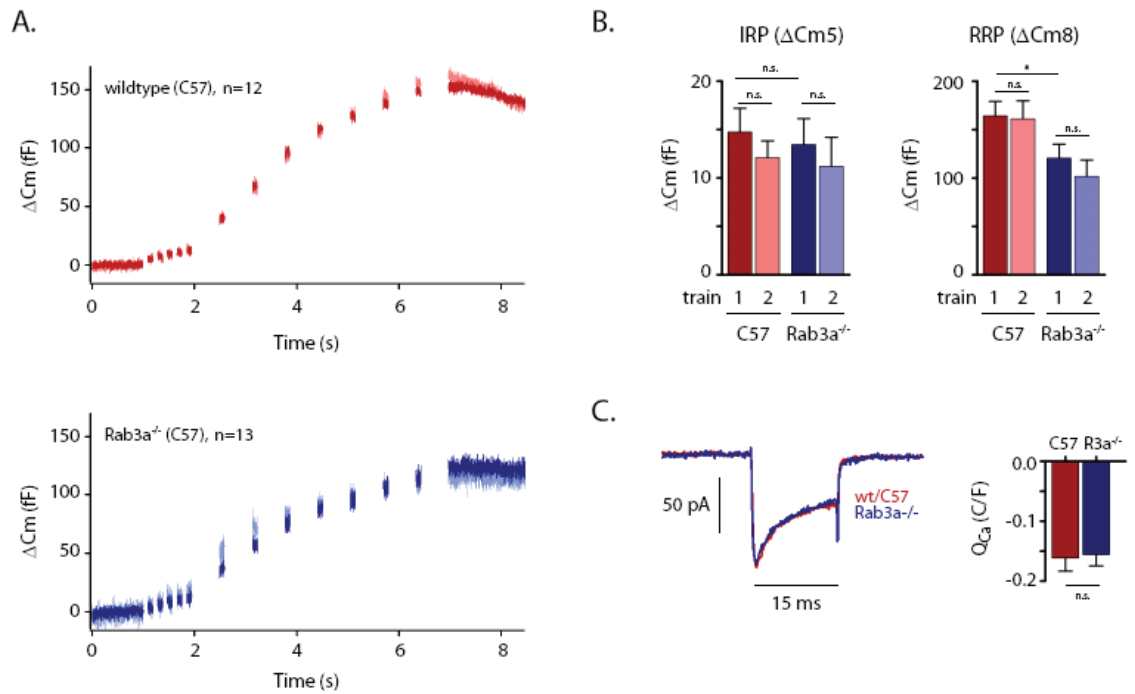 A.
wildtype (C57), n=12
150
100
50
0
ΔCm (fF)
0 2 4 6 8
Time (s)
Rab3a-/- (C57), n=13
150
100
50
0
ΔCm (fF)
0 2 4 6 8
Time (s)
B.
IRP (ΔCm5)
n.s.
n.s. n.s.
20
10
0
ΔCm (fF)
train 1 2 1 2
C57 Rab3a-/-
RRP (ΔCm8)
*
n.s.
n.s.
200
100
0
ΔCm (fF)
train 1 2 1 2
C57 Rab3a-/-
C.
50 pA
wt/C57
Rab3a-/-
15 ms
C57 R3a-/-
0.0
-0.1
-0.2
QCa (C/F)
n.s.